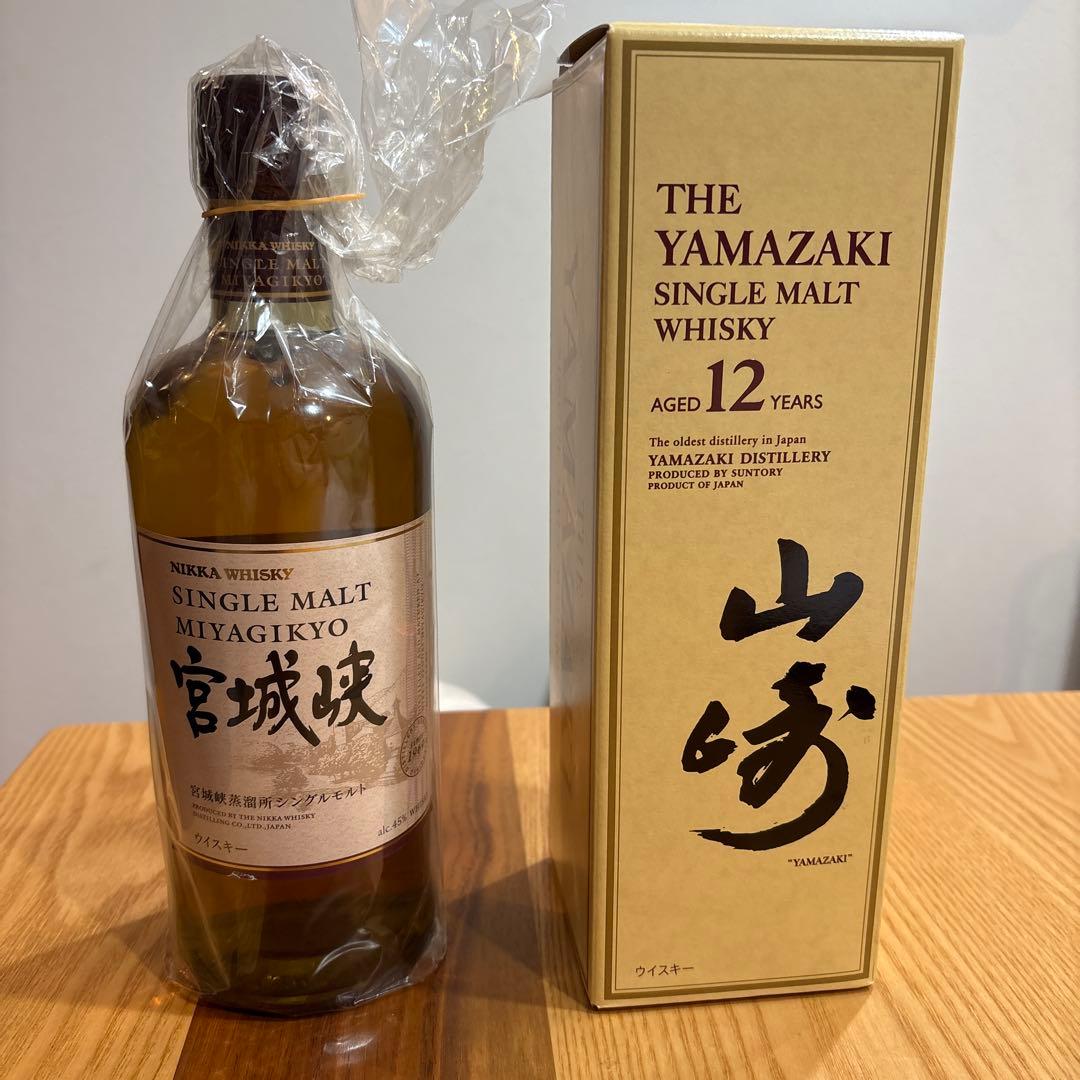 NIKKA WHISKY
SINGLE MALT
MIYAGIKYO
NIKKA WHISKY
SINGLE MALT
MIYAGIKYO
宮城峡
宮城峡蒸溜所シングルモルト
PRODUCED BY THE NIKKA WHISKY
DISTILLING CO.,LTD.,JAPAN
alc.45%
ウイスキー
THE
YAMAZAKI
SINGLE MALT
WHISKY
AGED 12 YEARS
The oldest distillery in Japan
YAMAZAKI DISTILLERY
PRODUCED BY SUNTORY
PRODUCT OF JAPAN
山崎
"YAMAZAKI"
ウイスキー